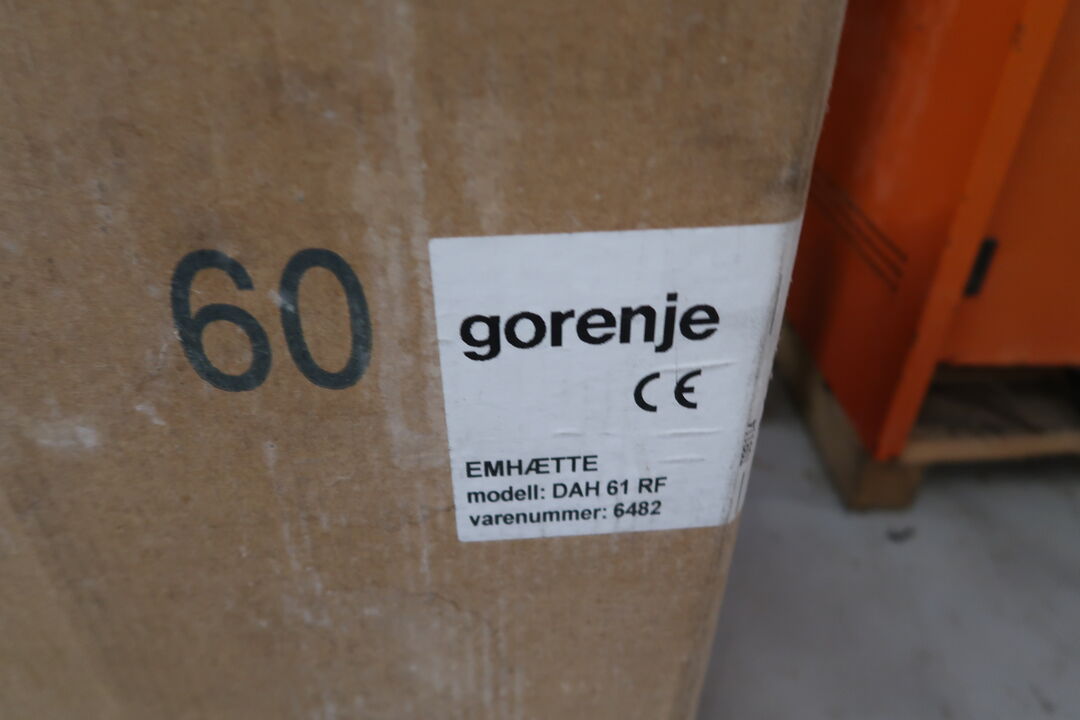 60
gorenje
CE
EMHÆTTE
modell: DAH 61 RF
varenummer: 6482